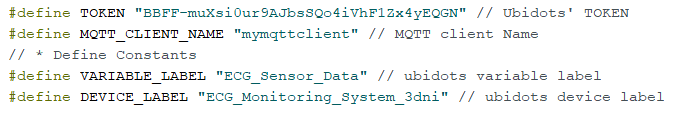 #define TOKEN "BBFF-muXsi0ur9AJbsSQo4iVhF1Zx4yEQGN" // Ubidots' TOKEN
#define MQTT_CLIENT_NAME "mymqttclient" // MQTT client Name
// * Define Constants
#define VARIABLE_LABEL "ECG_Sensor_Data" // ubidots variable label
#define DEVICE_LABEL "ECG_Monitoring_System_3dni" // ubidots device label